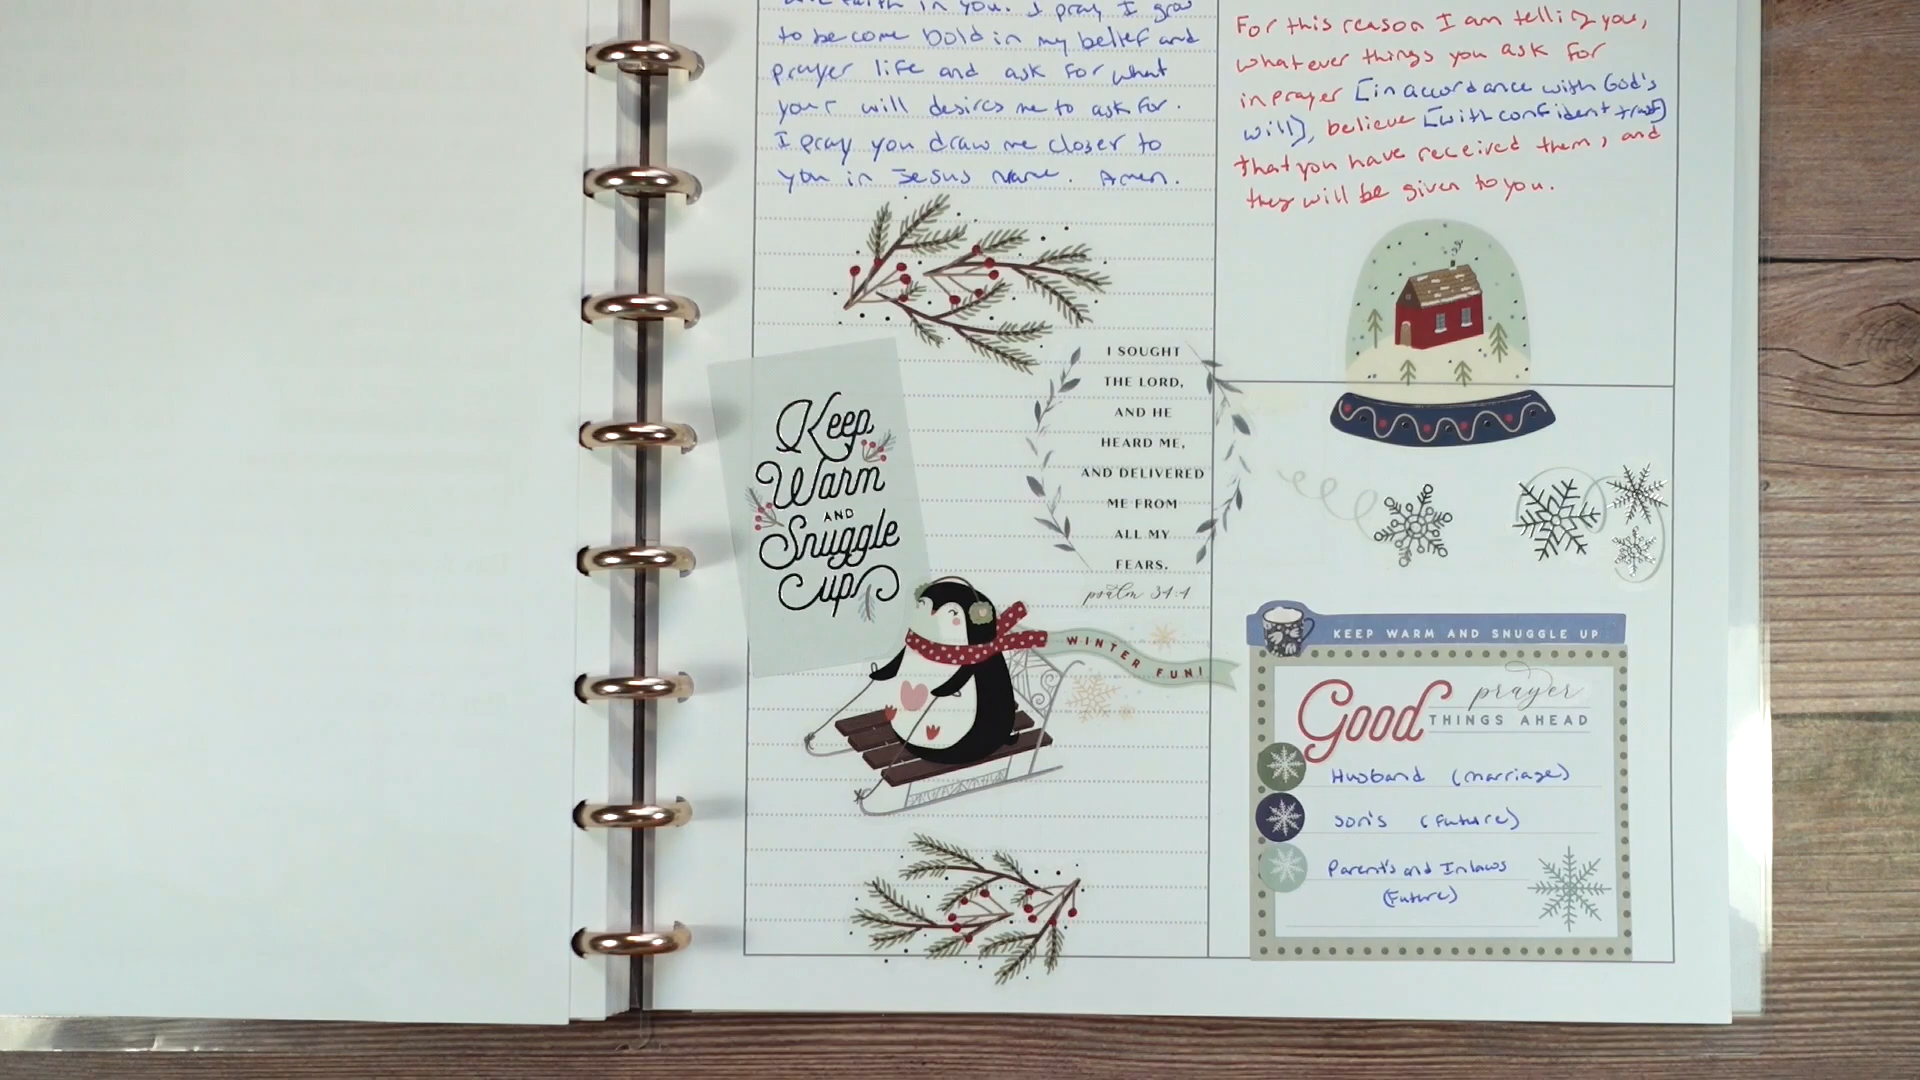 faith in you. I pray I grow
to become bold in my belief and
prayer life and ask for what
your will desires me to ask for.
I pray you draw me closer to
you in Jesus Name. Amen.
For this reason I am telling you,
whatever things you ask for
in prayer [in accordance with God's
will], believe [with confident trust]
that you have received them, and
they will be given to you.
I SOUGHT
THE LORD,
AND HE
HEARD ME,
AND DELIVERED
ME FROM
ALL MY
FEARS.
psalm 34:4
Keep
Warm
AND
Snuggle
up
WINTER FUN!
KEEP WARM AND SNUGGLE UP
Good prayer
THINGS AHEAD
Husband (marriage)
Son's (future)
Parent's and Inlaws
(Future)